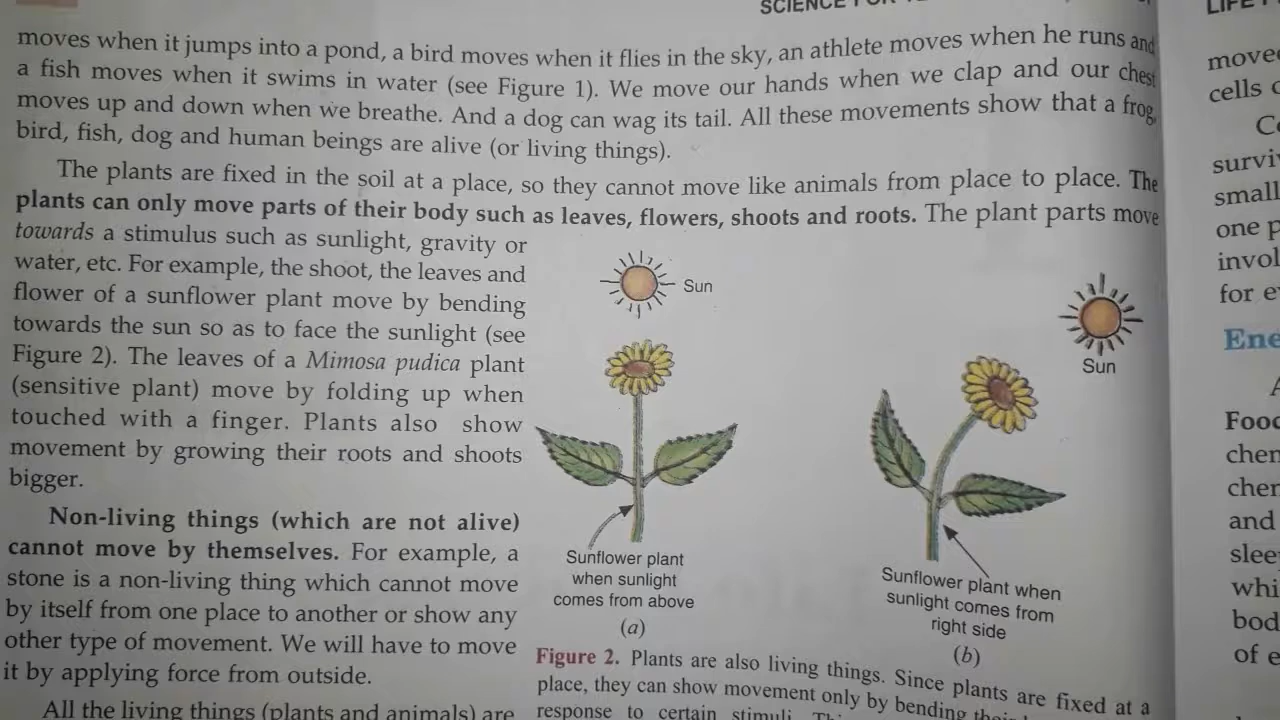 SCIENCE FOR
LIFE
moves when it jumps into a pond, a bird moves when it flies in the sky, an athlete moves when he runs and
a fish moves when it swims in water (see Figure 1). We move our hands when we clap and our chest
moves up and down when we breathe. And a dog can wag its tail. All these movements show that a frog,
bird, fish, dog and human beings are alive (or living things).
The plants are fixed in the soil at a place, so they cannot move like animals from place to place. The
plants can only move parts of their body such as leaves, flowers, shoots and roots. The plant parts move
towards a stimulus such as sunlight, gravity or
water, etc. For example, the shoot, the leaves and
flower of a sunflower plant move by bending
towards the sun so as to face the sunlight (see
Figure 2). The leaves of a Mimosa pudica plant
(sensitive plant) move by folding up when
touched with a finger. Plants also show
movement by growing their roots and shoots
bigger.
Non-living things (which are not alive)
cannot move by themselves. For example, a
stone is a non-living thing which cannot move
by itself from one place to another or show any
other type of movement. We will have to move
it by applying force from outside.
All the living things (plants and animals) are
Sun
Sunflower plant
when sunlight
comes from above
(a)
Sun
Sunflower plant when
sunlight comes from
right side
(b)
Figure 2. Plants are also living things. Since plants are fixed at a
place, they can show movement only by bending their
response to certain stimuli.
move
cells
survi
small
one p
invol
for e
Ene
A
Food
chem
cher
and
slee
whi
bod
of e